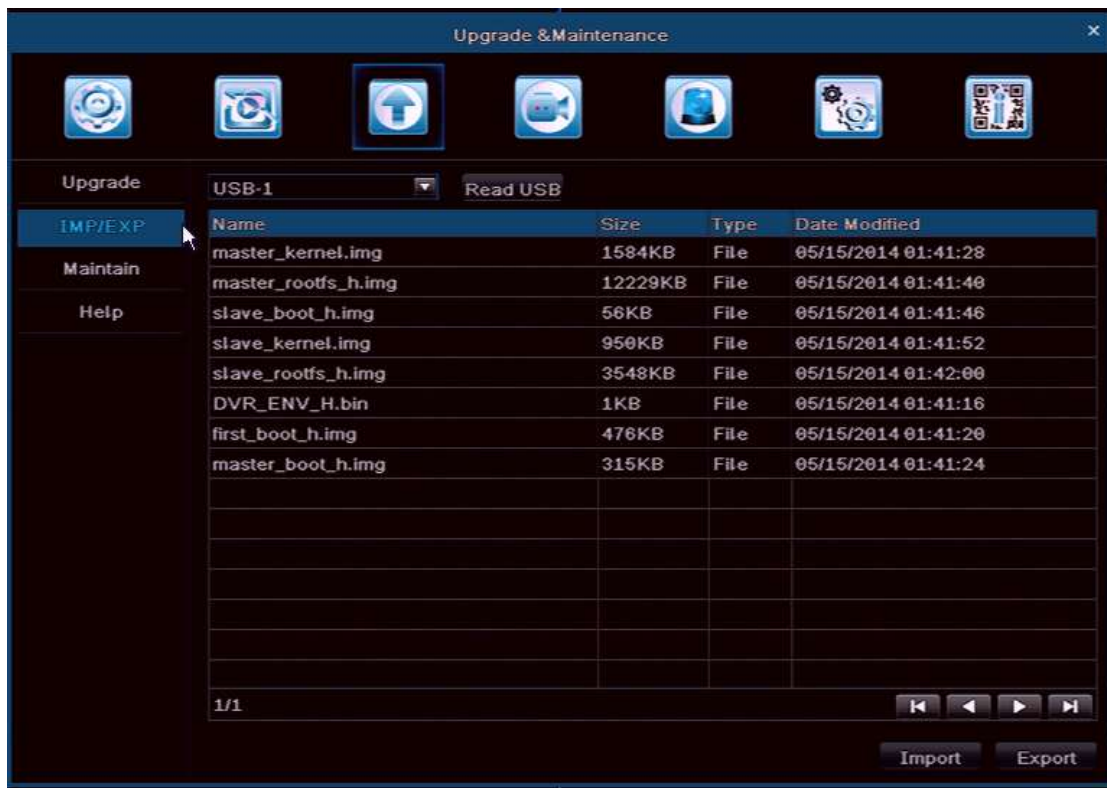 Upgrade &Maintenance
Upgrade
USB-1
Read USB
IMP/EXP
Name Size Type Date Modified
master_kernel.img 1584KB File 05/15/2014 01:41:28
Maintain
master_rootfs_h.img 12229KB File 05/15/2014 01:41:40
Help
slave_boot_h.img 56KB File 05/15/2014 01:41:46
slave_kernel.img 950KB File 05/15/2014 01:41:52
slave_rootfs_h.img 3548KB File 05/15/2014 01:42:00
DVR_ENV_H.bin 1KB File 05/15/2014 01:41:16
first_boot_h.img 476KB File 05/15/2014 01:41:20
master_boot_h.img 315KB File 05/15/2014 01:41:24
1/1
Import Export